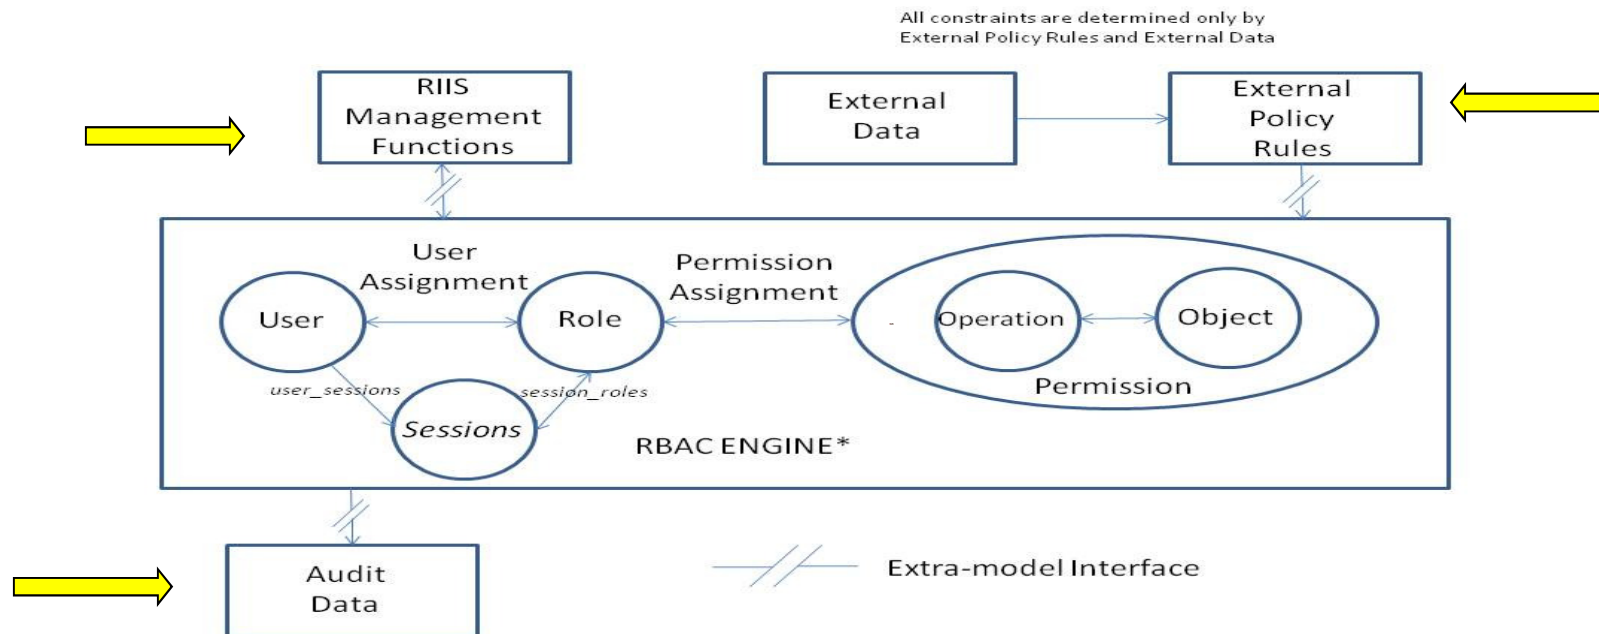 All constraints are determined only by
External Policy Rules and External Data
RIIS
Management
Functions
External
Data
External
Policy
Rules
User
Assignment
Permission
Assignment
User
Role
Operation
Object
user_sessions
session_roles
Permission
Sessions
RBAC ENGINE*
Audit
Data
Extra-model Interface